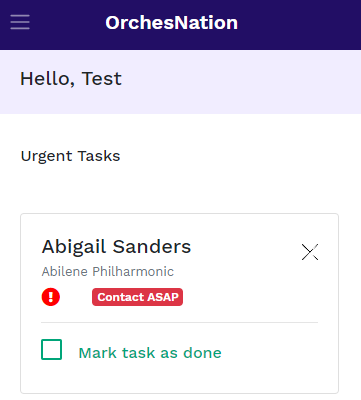 OrchesNation
Hello, Test
Urgent Tasks
Abigail Sanders
Abilene Philharmonic
Contact ASAP
Mark task as done